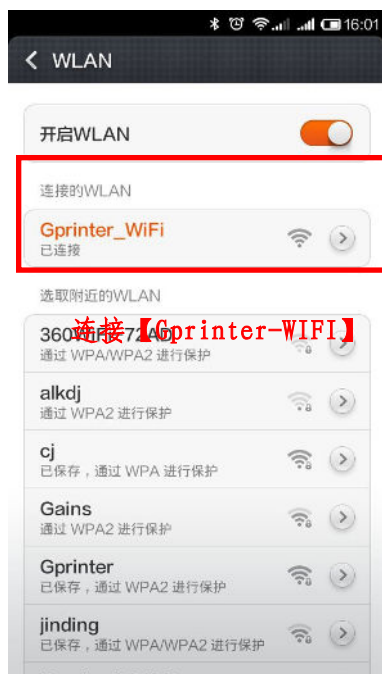 16:01
WLAN
开启WLAN
连接的WLAN
Gprinter_WiFi
已连接
选取附近的WLAN
连接【Gprinter-WIFI】
通过 WPA/WPA2 进行保护
alkdj
通过 WPA2 进行保护
cj
已保存，通过 WPA 进行保护
Gains
通过 WPA2 进行保护
Gprinter
已保存，通过 WPA2 进行保护
jinding
已保存，通过 WPA/WPA2 进行保护